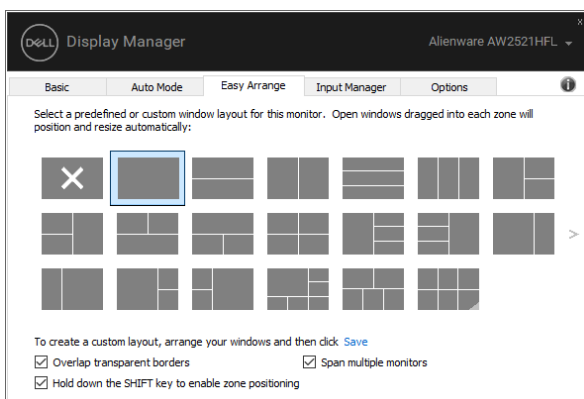 x
DELL Display Manager Alienware AW2521HFL
Basic Auto Mode Easy Arrange Input Manager Options
Select a predefined or custom window layout for this monitor. Open windows dragged into each zone will
position and resize automatically:
>
To create a custom layout, arrange your windows and then click Save
Overlap transparent borders Span multiple monitors
Hold down the SHIFT key to enable zone positioning